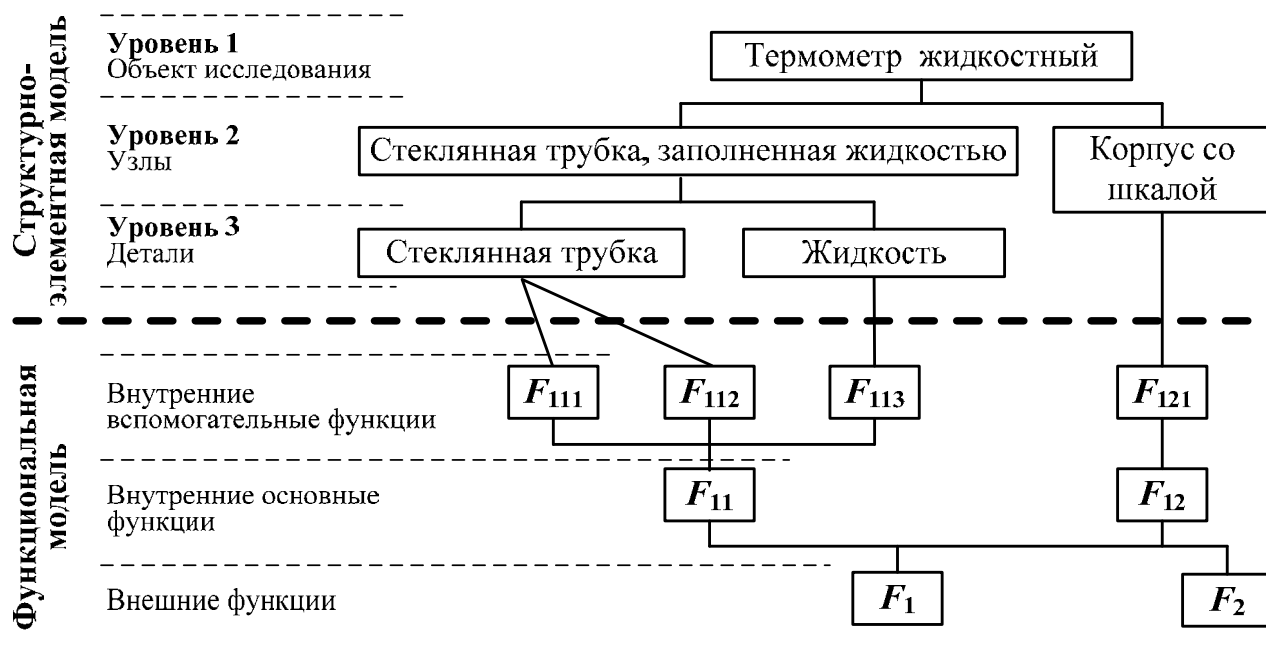 Структурно-
элементная модель
Уровень 1
Объект исследования
Термометр жидкостный
Уровень 2
Узлы
Стеклянная трубка, заполненная жидкостью
Корпус со
шкалой
Уровень 3
Детали
Стеклянная трубка
Жидкость
Функциональная
модель
Внутренние
вспомогательные функции
F111
F112
F113
F121
Внутренние основные
функции
F11
F12
Внешние функции
F1
F2